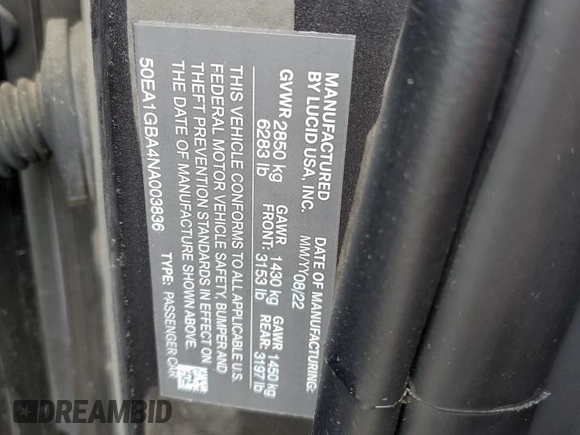 MANUFACTURED
BY LUCID USA, INC.
DATE OF MANUFACTURING:
MM/YY08/22
GVWR 2850 kg
6283 lb
GAWR
FRONT: 1430 kg
3153 lb
GAWR
REAR: 1450 kg
3197 lb
THIS VEHICLE CONFORMS TO ALL APPLICABLE U.S.
FEDERAL MOTOR VEHICLE SAFETY, BUMPER AND
THEFT PREVENTION STANDARDS IN EFFECT ON
THE DATE OF MANUFACTURE SHOWN ABOVE.
50EA1GBA4NA003836
TYPE: PASSENGER CAR
DREAMBID